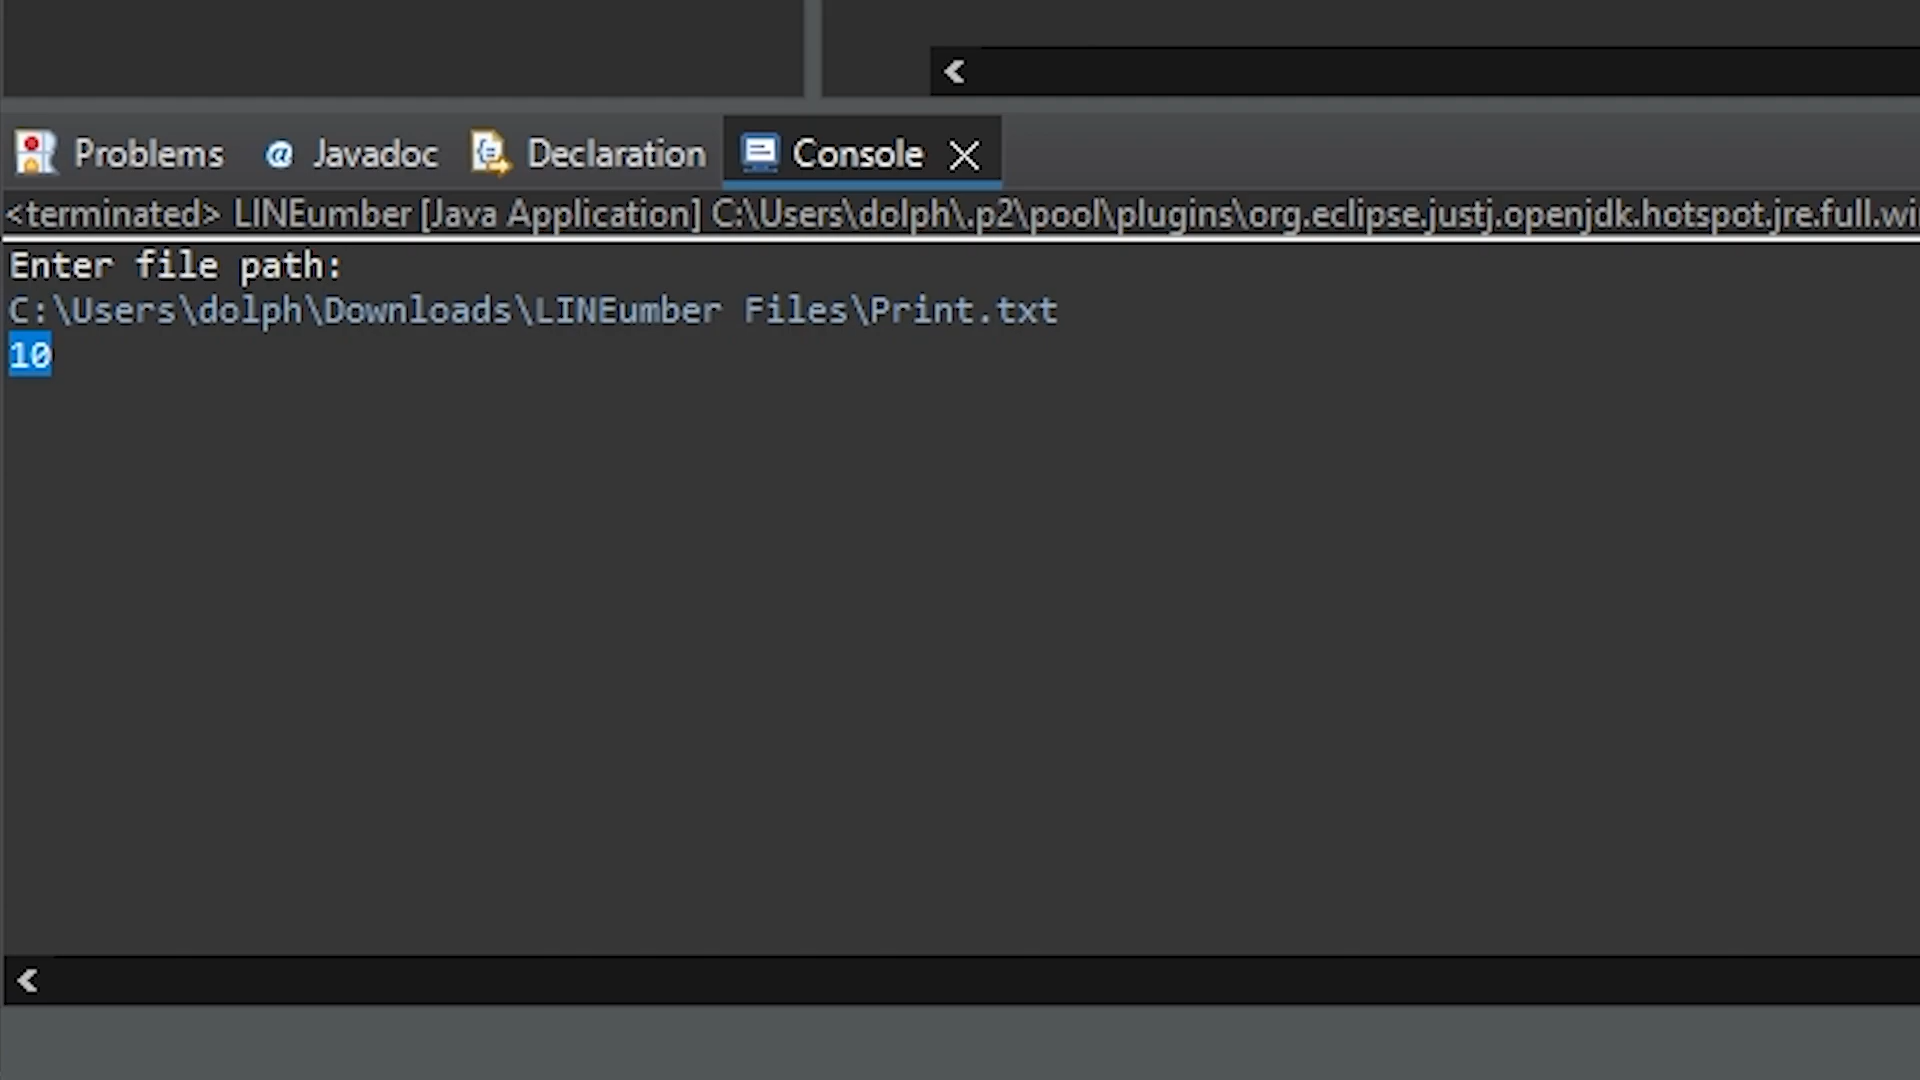 Problems Javadoc Declaration Console
<terminated> LINEumber [Java Application] C:\Users\dolph\.p2\pool\plugins\org.eclipse.justj.openjdk.hotspot.jre.full.wi
Enter file path:
C:\Users\dolph\Downloads\LINEumber Files\Print.txt
10